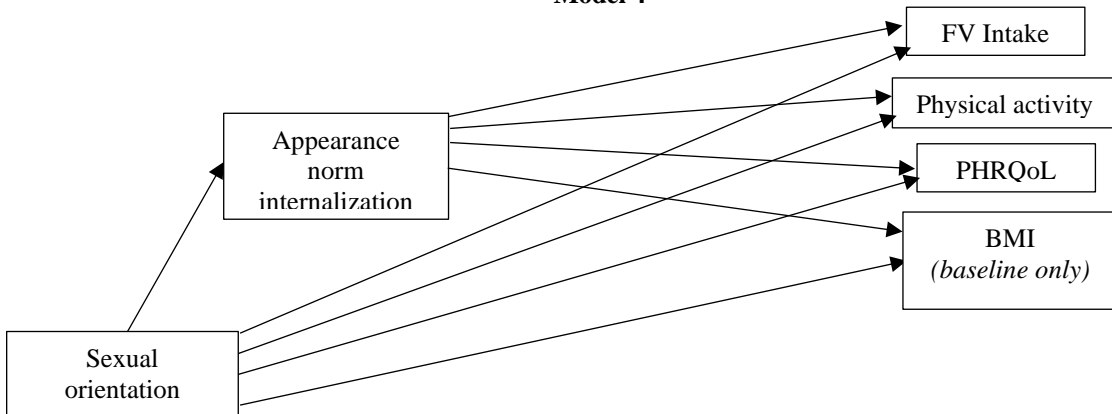 Model 4
FV Intake
Physical activity
Appearance
norm
internalization
PHRQoL
BMI
(baseline only)
Sexual
orientation